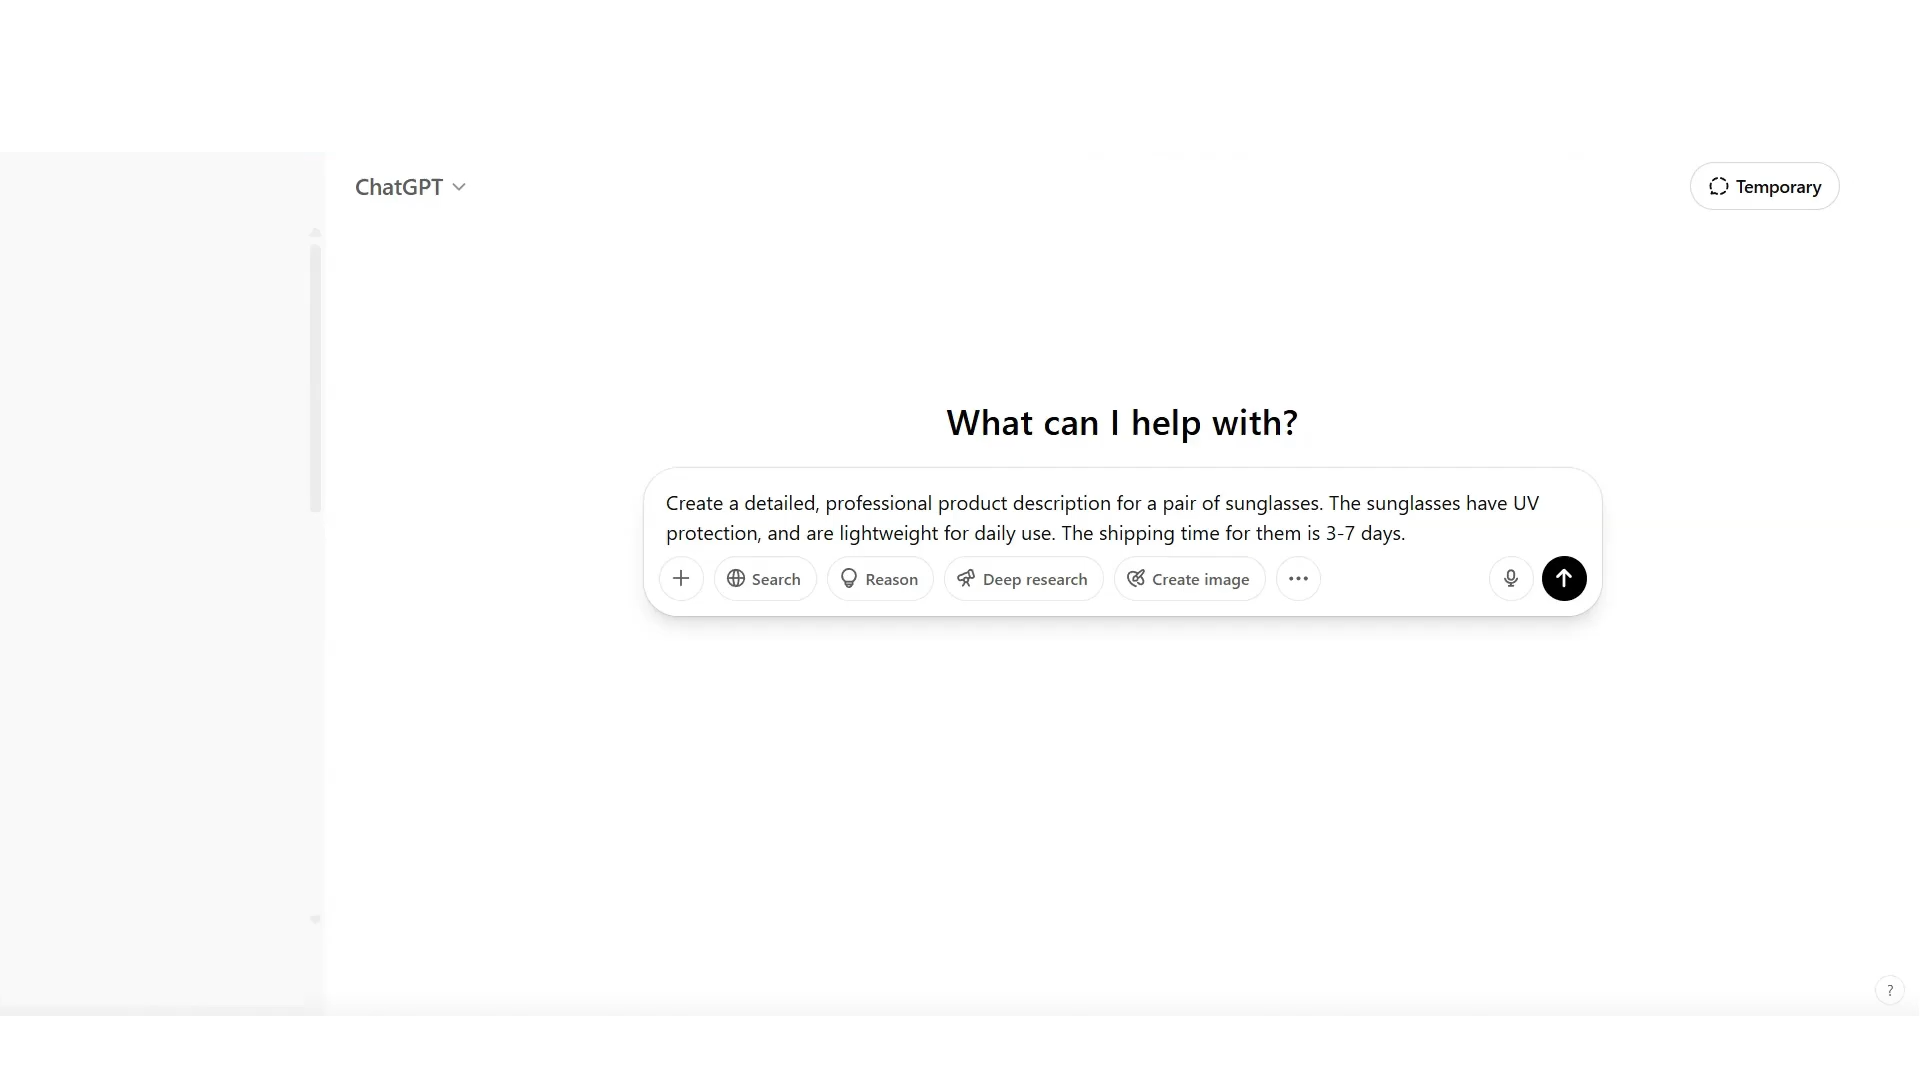 ChatGPT
Temporary
What can I help with?
Create a detailed, professional product description for a pair of sunglasses. The sunglasses have UV
protection, and are lightweight for daily use. The shipping time for them is 3-7 days.
Search
Reason
Deep research
Create image
?